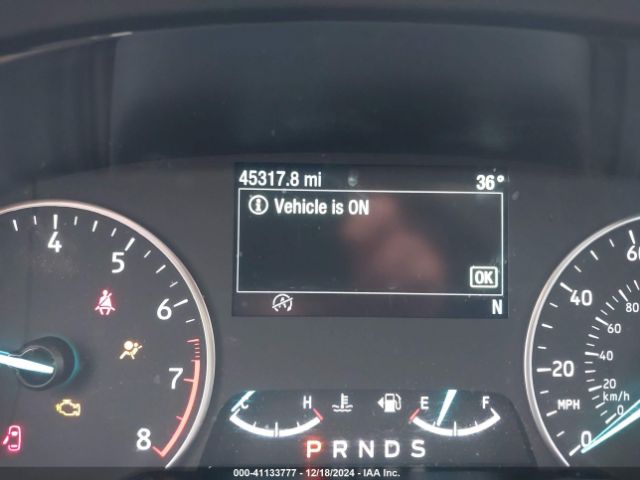 45317.8 mi 36°
Vehicle is ON
OK
N
4
5
6
7
8
C H
E F
P R N D S
60
40
20
0
MPH
80
60
40
20
0
km/h
000-41133777 - 12/18/2024 - IAA Inc.